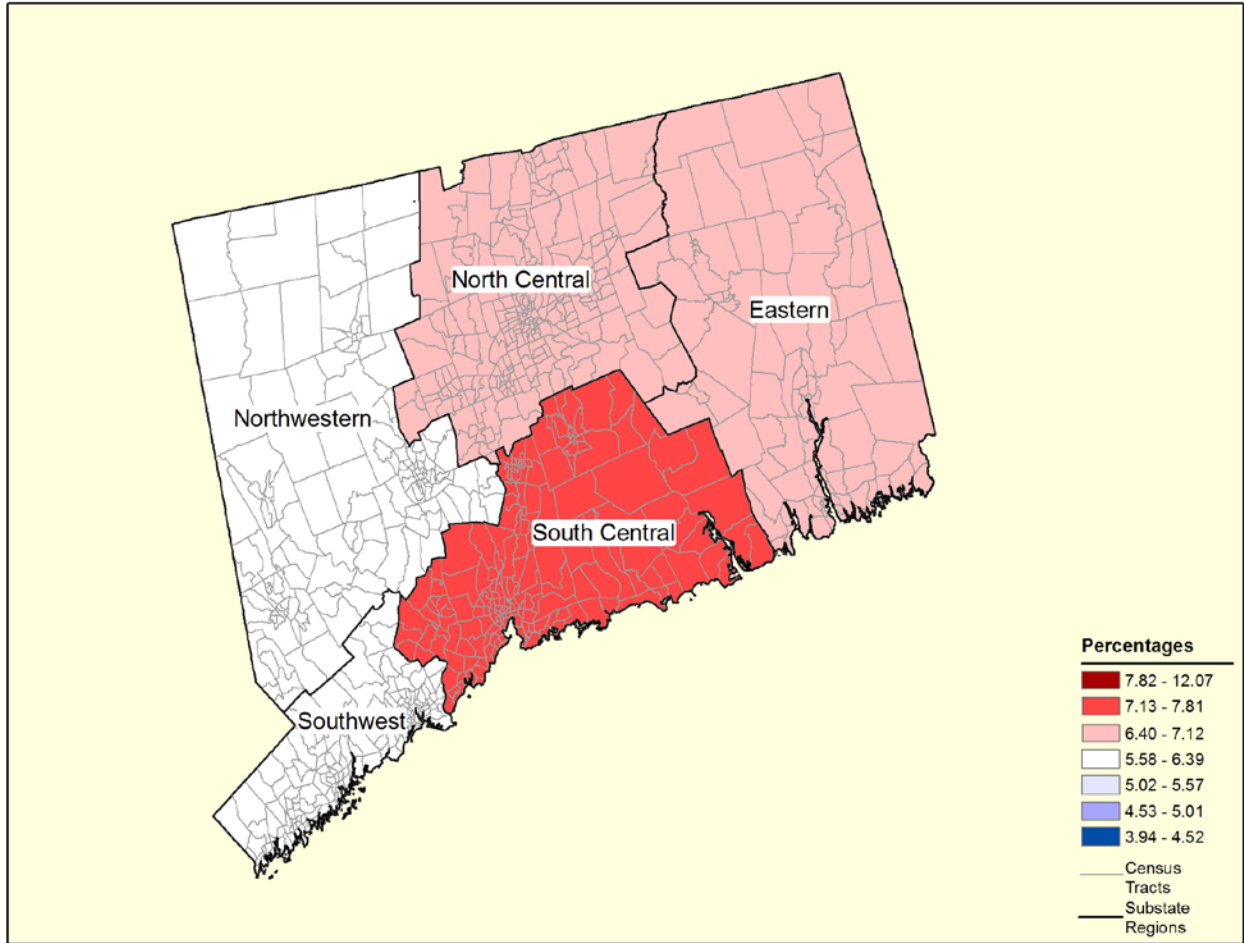 North Central
Eastern
Northwestern
South Central
Southwest
Percentages
7.82 - 12.07
7.13 - 7.81
6.40 - 7.12
5.58 - 6.39
5.02 - 5.57
4.53 - 5.01
3.94 - 4.52
Census
Tracts
Substate
Regions